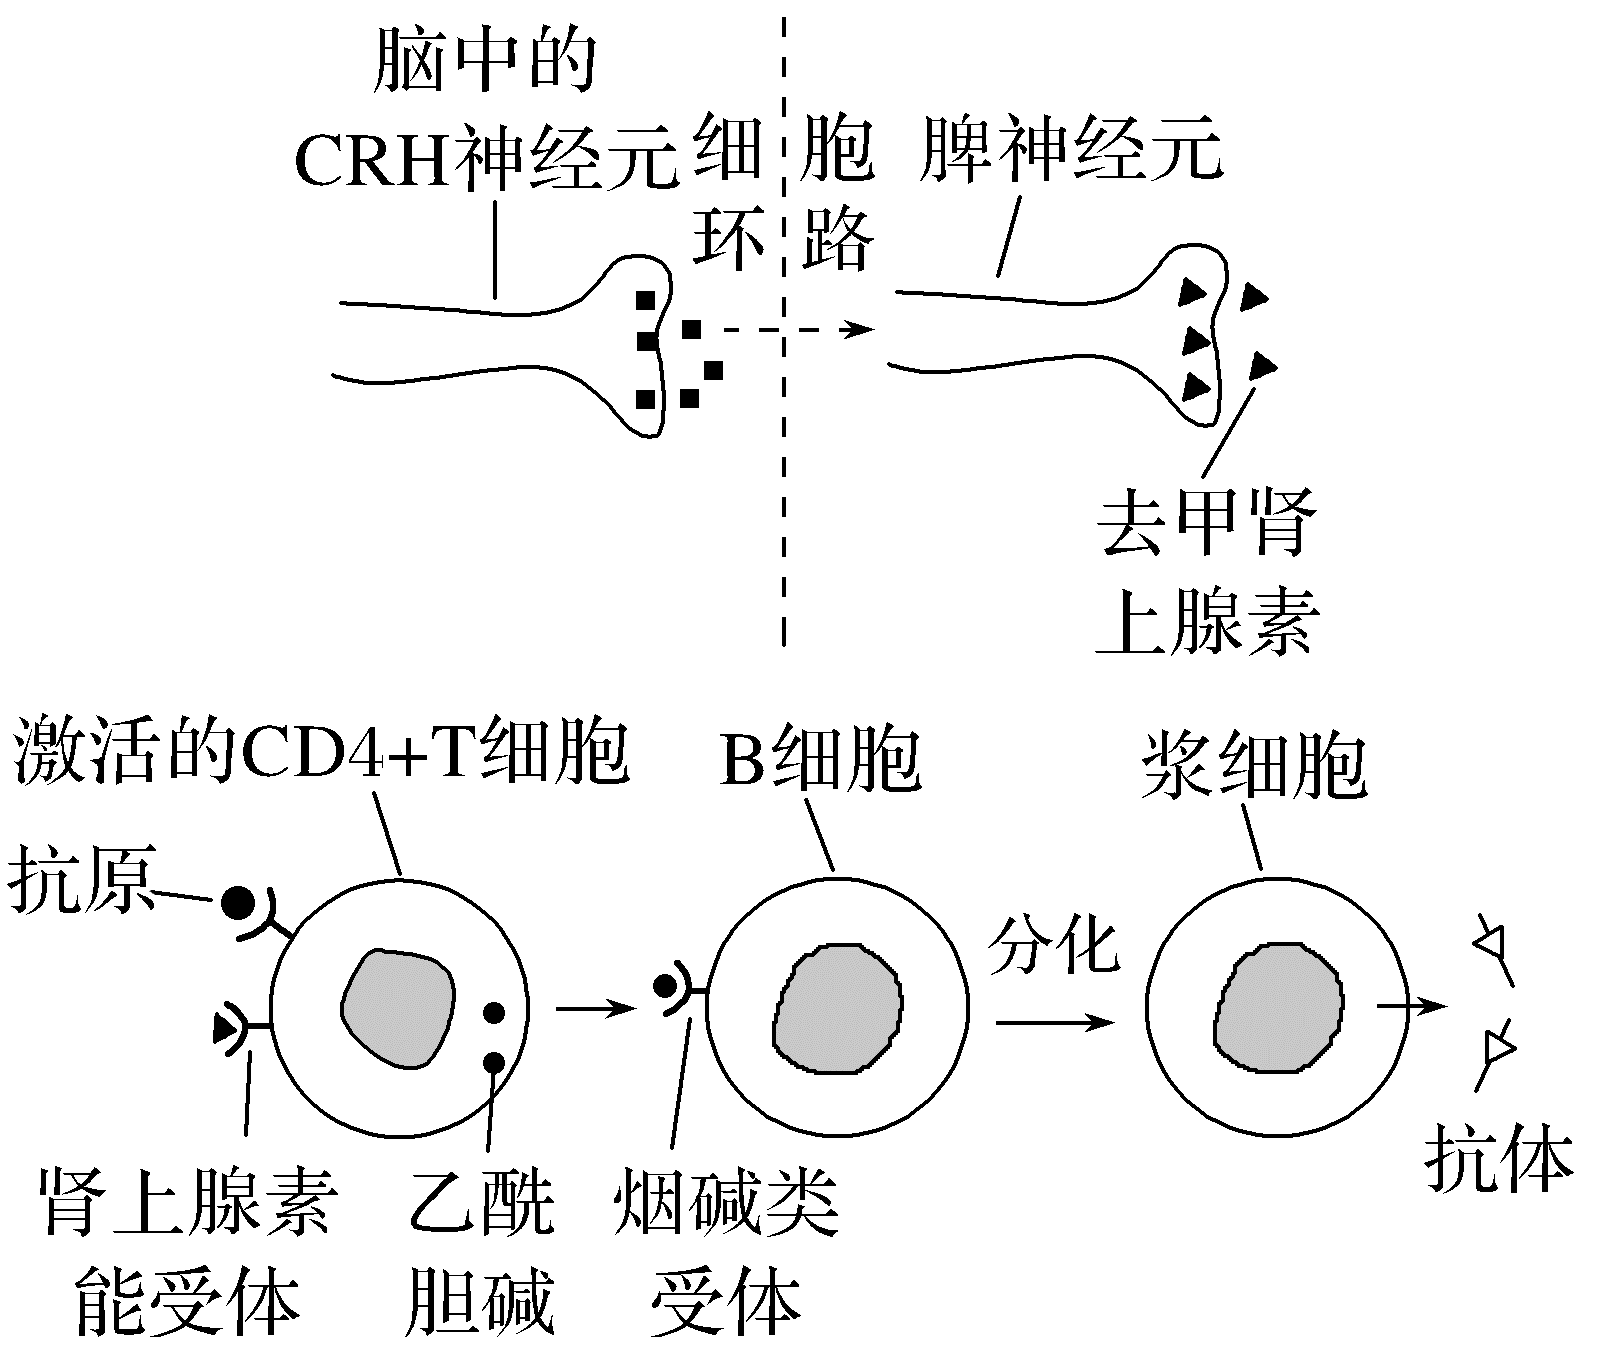 脑中的
CRH神经元
细胞
环路
脾神经元
去甲肾
上腺素
激活的CD4+T细胞
B细胞
浆细胞
抗原
分化
肾上腺素
能受体
乙酰
胆碱
烟碱类
受体
抗体